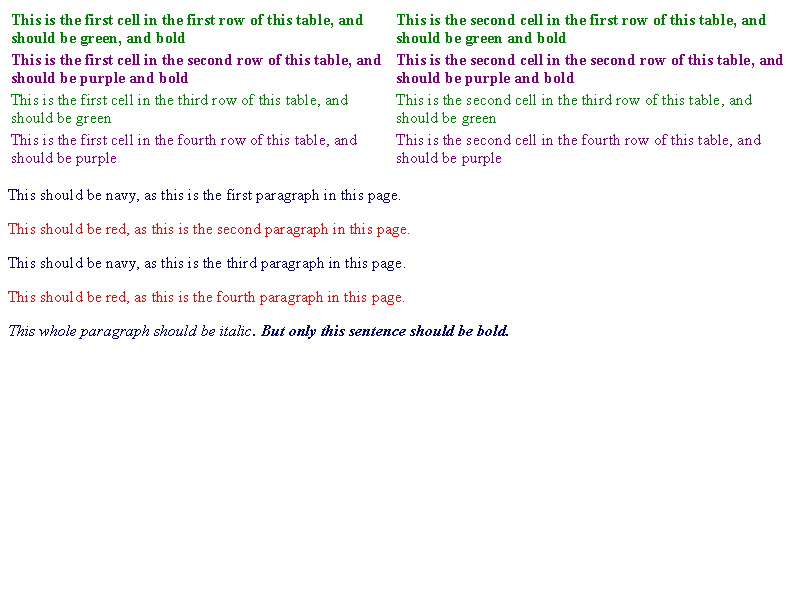 This is the first cell in the first row of this table, and
should be green, and bold
This is the second cell in the first row of this table, and
should be green and bold
This is the first cell in the second row of this table, and
should be purple and bold
This is the second cell in the second row of this table, and
should be purple and bold
This is the first cell in the third row of this table, and
should be green
This is the second cell in the third row of this table, and
should be green
This is the first cell in the fourth row of this table, and
should be purple
This is the second cell in the fourth row of this table, and
should be purple
This should be navy, as this is the first paragraph in this page.
This should be red, as this is the second paragraph in this page.
This should be navy, as this is the third paragraph in this page.
This should be red, as this is the fourth paragraph in this page.
This whole paragraph should be italic. But only this sentence should be bold.